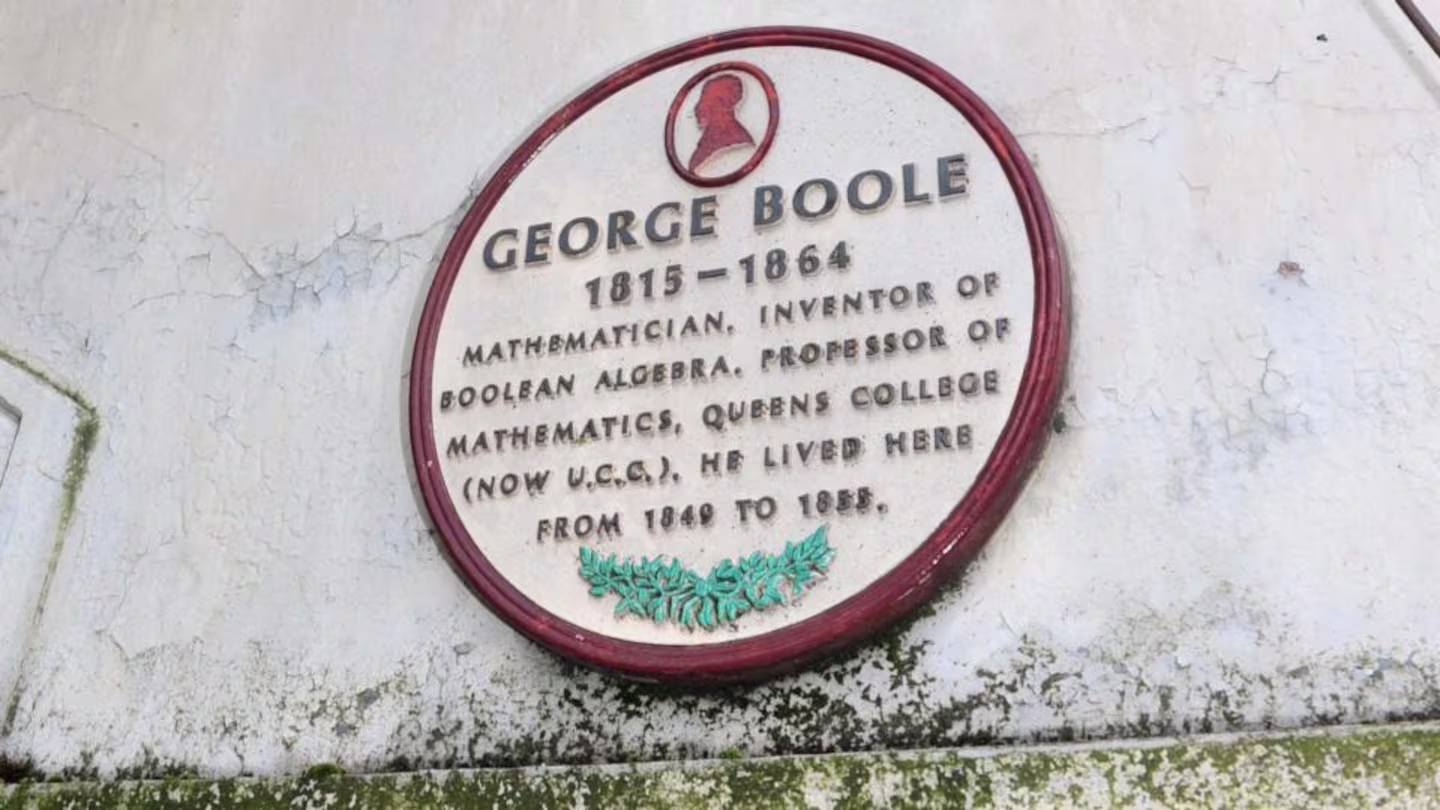 GEORGE BOOLE
1815 – 1864
MATHEMATICIAN, INVENTOR OF
BOOLEAN ALGEBRA, PROFESSOR OF
MATHEMATICS, QUEENS COLLEGE
(NOW U.C.C.), HE LIVED HERE
FROM 1849 TO 1855.